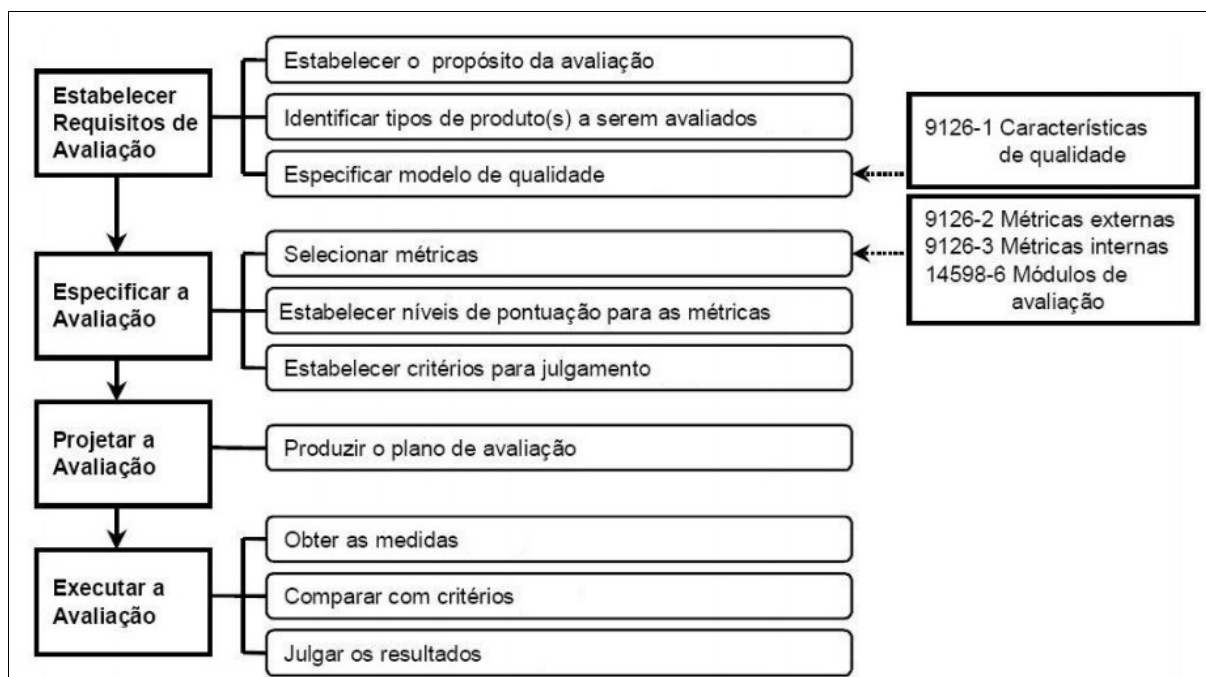 Estabelecer
Requisitos de
Avaliação
Estabelecer o propósito da avaliação
Identificar tipos de produto(s) a serem avaliados
Especificar modelo de qualidade
9126-1 Características
de qualidade
Especificar a
Avaliação
Selecionar métricas
Estabelecer níveis de pontuação para as métricas
Estabelecer critérios para julgamento
9126-2 Métricas externas
9126-3 Métricas internas
14598-6 Módulos de
avaliação
Projetar a
Avaliação
Produzir o plano de avaliação
Executar a
Avaliação
Obter as medidas
Comparar com critérios
Julgar os resultados